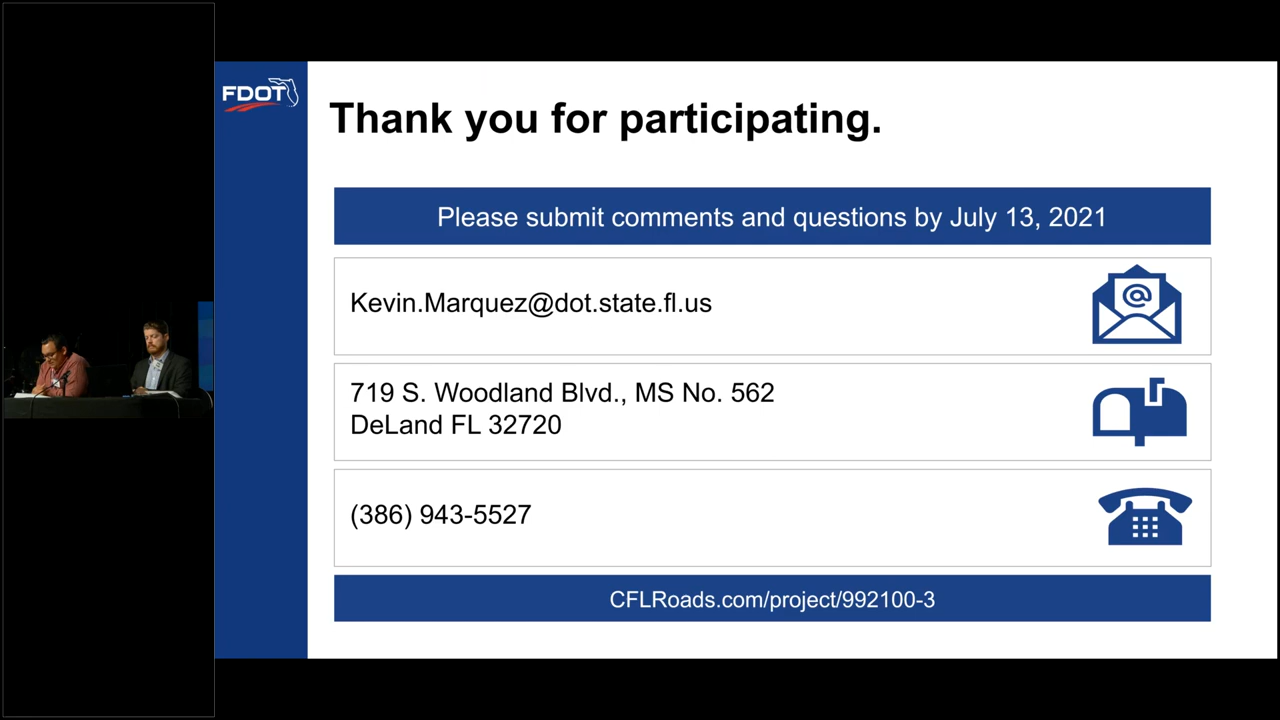 FDOT
Thank you for participating.
Please submit comments and questions by July 13, 2021
Kevin.Marquez@dot.state.fl.us
@
719 S. Woodland Blvd., MS No. 562
DeLand FL 32720
(386) 943-5527
CFLRoads.com/project/992100-3